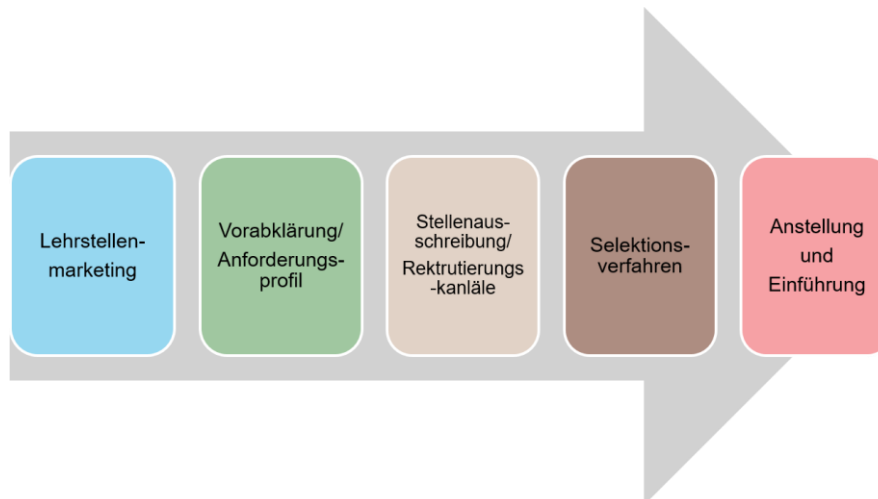 Lehrstellen-
marketing
Vorabklärung/
Anforderungs-
profil
Stellenaus-
schreibung/
Rektrutierungs
-kanläle
Selektions-
verfahren
Anstellung
und
Einführung